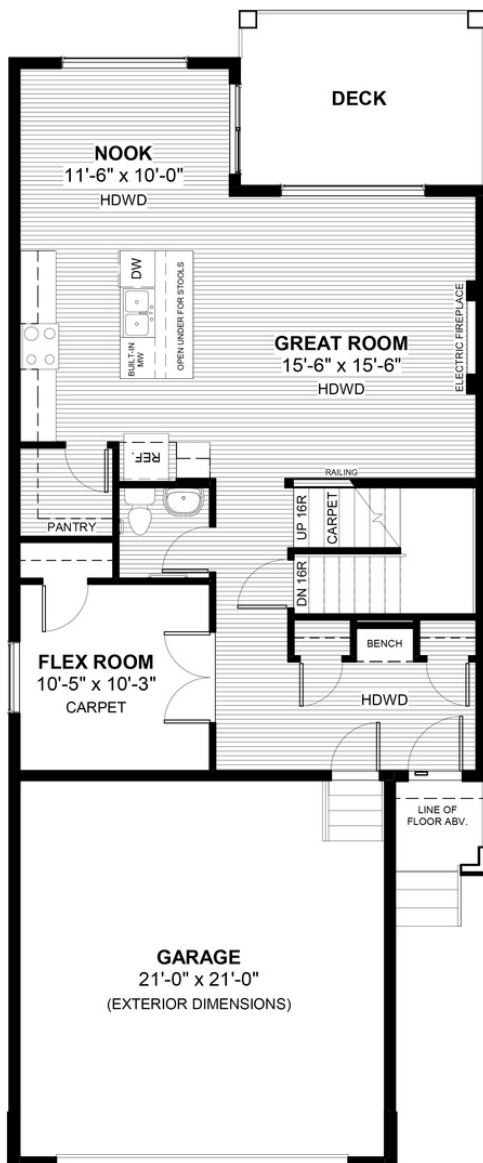 DECK
NOOK
11'-6" x 10'-0"
HDWD
DW
BUILT-IN
MW
OPEN UNDER FOR STOOLS
GREAT ROOM
15'-6" x 15'-6"
HDWD
ELECTRIC FIREPLACE
REF.
PANTRY
RAILING
UP 16R
CARPET
DN 16R
BENCH
FLEX ROOM
10'-5" x 10'-3"
CARPET
HDWD
LINE OF
FLOOR ABV.
GARAGE
21'-0" x 21'-0"
(EXTERIOR DIMENSIONS)